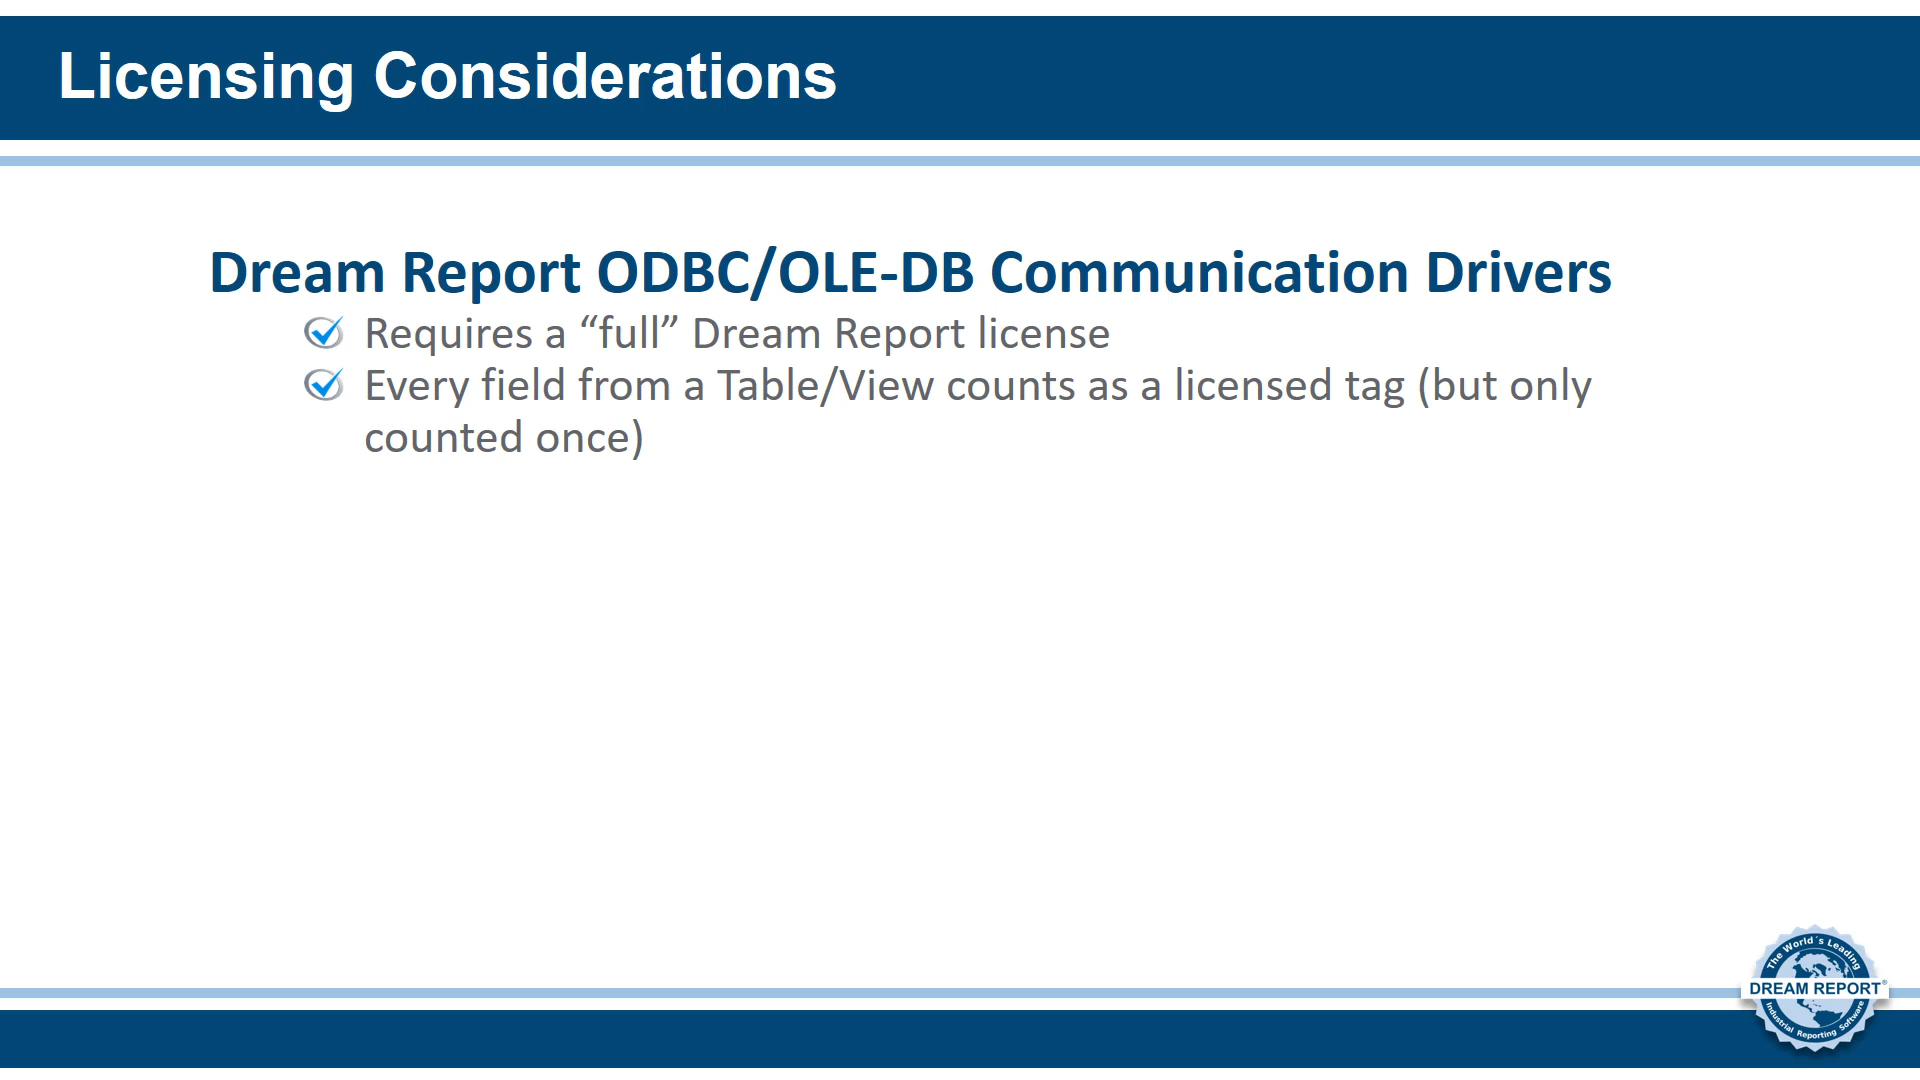 Licensing Considerations
Dream Report ODBC/OLE-DB Communication Drivers
Requires a “full” Dream Report license
Every field from a Table/View counts as a licensed tag (but only
counted once)
The World´s Leading
DREAM REPORT®
Industrial Reporting Software